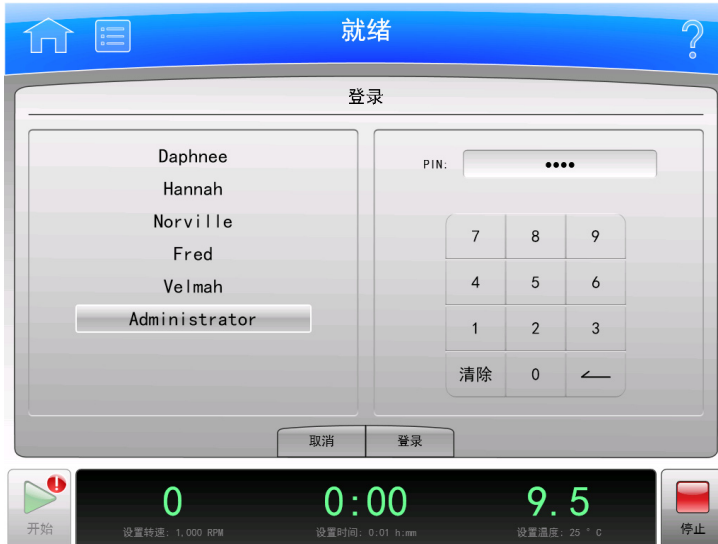 就绪
登录
Daphnee
Hannah
Norville
Fred
Velmah
Administrator
PIN: ••••
7 8 9
4 5 6
1 2 3
清除 0
取消 登录
0 0:00 9.5
开始 设置转速: 1,000 RPM 设置时间: 0:01 h:mm 设置温度: 25 °C 停止